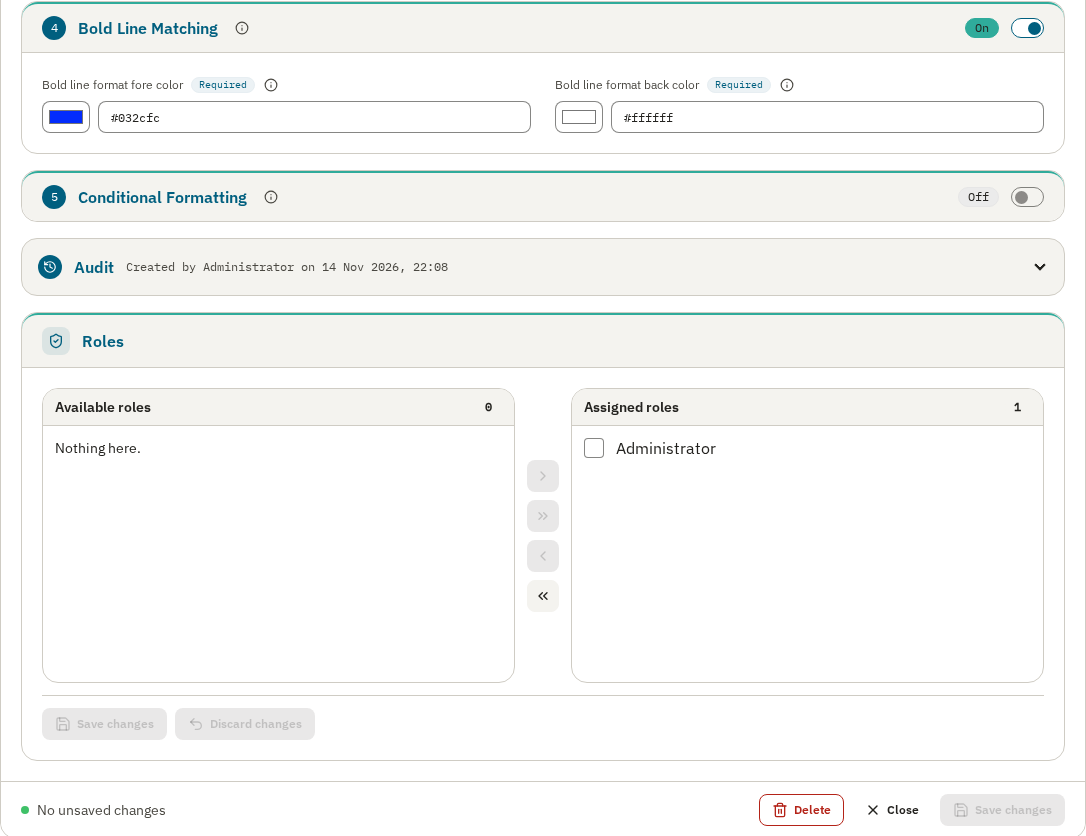 4 Bold Line Matching On
Bold line format fore color Required
#032cfc
Bold line format back color Required
#ffffff
5 Conditional Formatting Off
Audit Created by Administrator on 14 Nov 2026, 22:08
Roles
Available roles 0
Nothing here.
Assigned roles 1
Administrator
Save changes Discard changes
No unsaved changes Delete Close Save changes